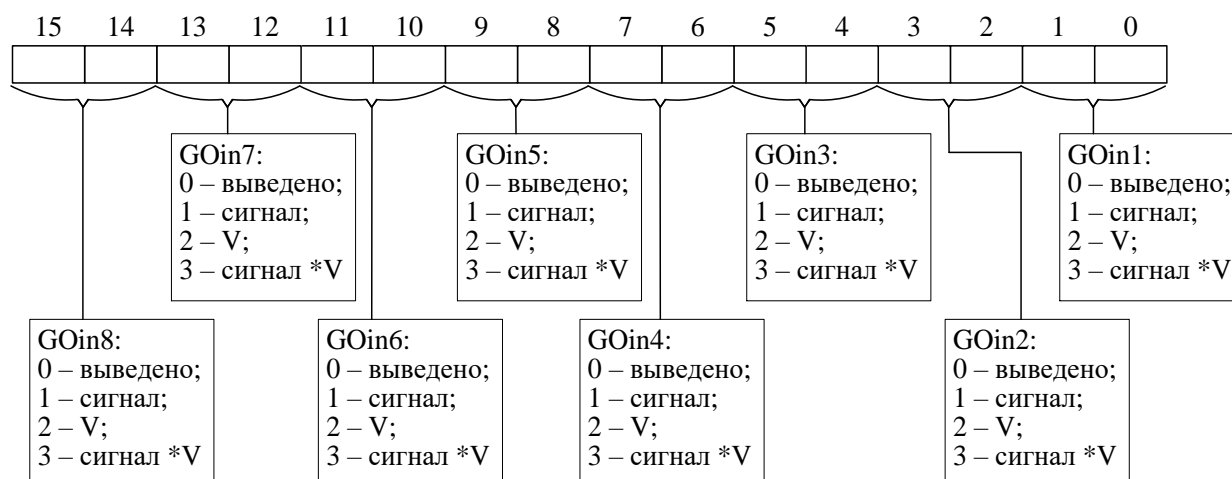 15 14 13 12 11 10 9 8 7 6 5 4 3 2 1 0
GOin7:
0 – выведено;
1 – сигнал;
2 – V;
3 – сигнал *V
GOin5:
0 – выведено;
1 – сигнал;
2 – V;
3 – сигнал *V
GOin3:
0 – выведено;
1 – сигнал;
2 – V;
3 – сигнал *V
GOin1:
0 – выведено;
1 – сигнал;
2 – V;
3 – сигнал *V
GOin8:
0 – выведено;
1 – сигнал;
2 – V;
3 – сигнал *V
GOin6:
0 – выведено;
1 – сигнал;
2 – V;
3 – сигнал *V
GOin4:
0 – выведено;
1 – сигнал;
2 – V;
3 – сигнал *V
GOin2:
0 – выведено;
1 – сигнал;
2 – V;
3 – сигнал *V